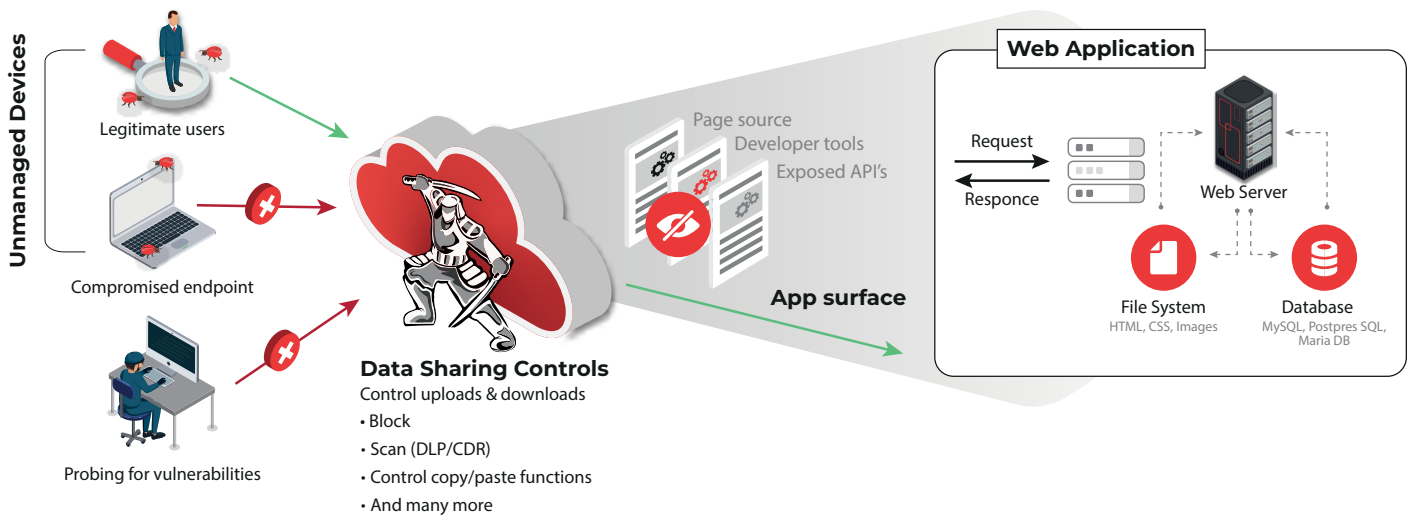 Unmanaged Devices
Legitimate users
Compromised endpoint
Probing for vulnerabilities
Data Sharing Controls
Control uploads & downloads
• Block
• Scan (DLP/CDR)
• Control copy/paste functions
• And many more
Page source
Developer tools
Exposed API's
App surface
Web Application
Request
Responce
Web Server
File System
HTML, CSS, Images
Database
MySQL, Postpres SQL,
Maria DB